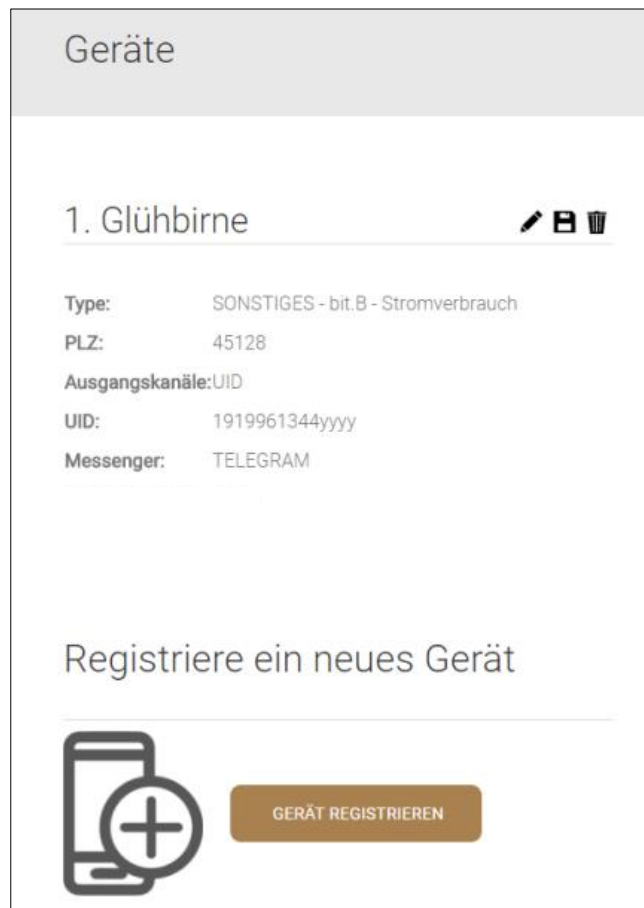 Geräte
1. Glühbirne
Type: SONSTIGES - bit.B - Stromverbrauch
PLZ: 45128
Ausgangskanäle:UID
UID: 1919961344yyyy
Messenger: TELEGRAM
Registriere ein neues Gerät
GERÄT REGISTRIEREN